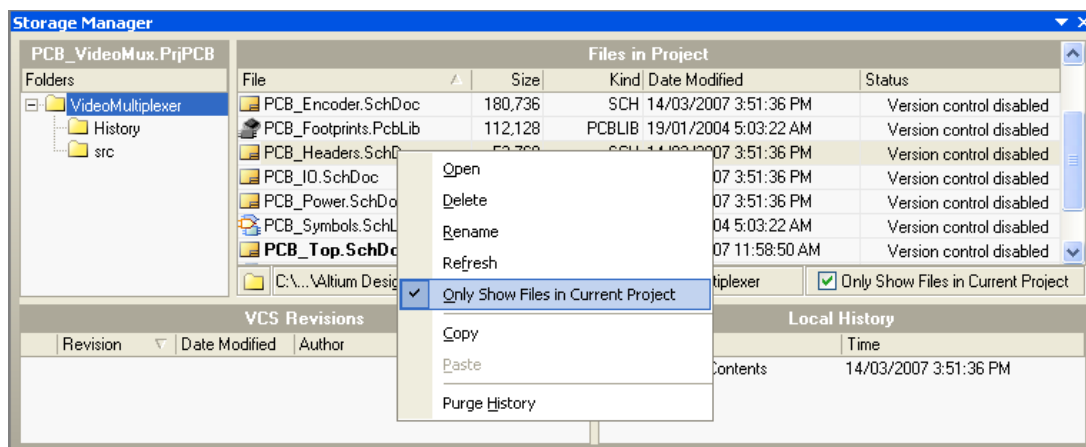 Storage Manager
PCB_VideoMux.PrjPCB
Folders
VideoMultiplexer
History
src
Files in Project
File Size Kind Date Modified Status
PCB_Encoder.SchDoc 180,736 SCH 14/03/2007 3:51:36 PM Version control disabled
PCB_Footprints.PcbLib 112,128 PCBLIB 19/01/2004 5:03:22 AM Version control disabled
PCB_Headers.SchD 3:51:36 PM Version control disabled
PCB_IO.SchDoc 07 3:51:36 PM Version control disabled
PCB_Power.SchDo 07 3:51:36 PM Version control disabled
PCB_Symbols.SchL 04 5:03:22 AM Version control disabled
PCB_Top.SchDo 07 11:58:50 AM Version control disabled
C:\...\Altium Desig tiplexer Only Show Files in Current Project
Open
Delete
Rename
Refresh
Only Show Files in Current Project
Copy
Paste
Purge History
VCS Revisions
Revision Date Modified Author
Local History
Time
Contents 14/03/2007 3:51:36 PM